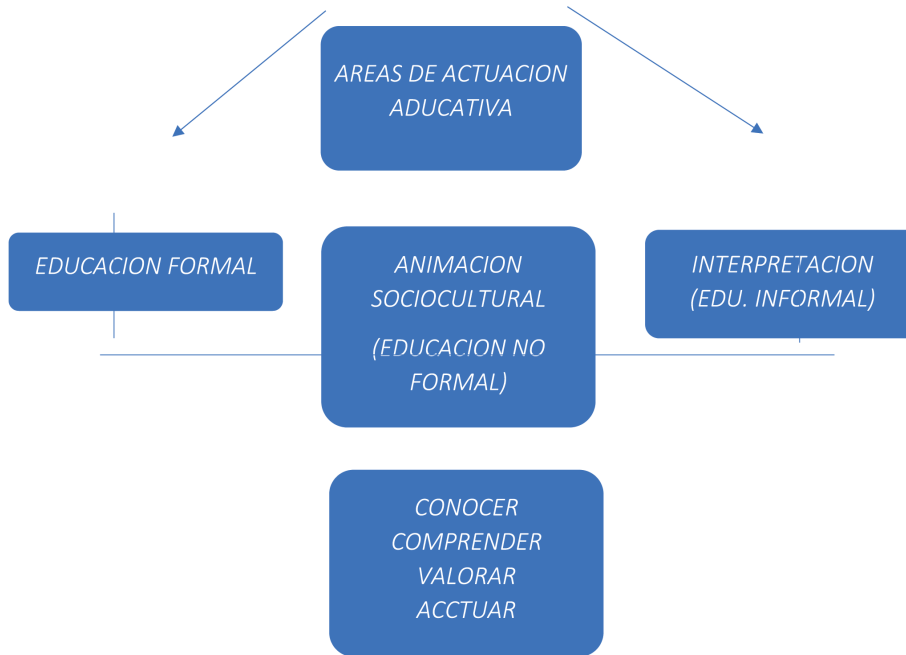 AREAS DE ACTUACION
ADUCATIVA
EDUCACION FORMAL
ANIMACION
SOCIOCULTURAL
(EDUCACION NO
FORMAL)
INTERPRETACION
(EDU. INFORMAL)
CONOCER
COMPRENDER
VALORAR
ACCTUAR